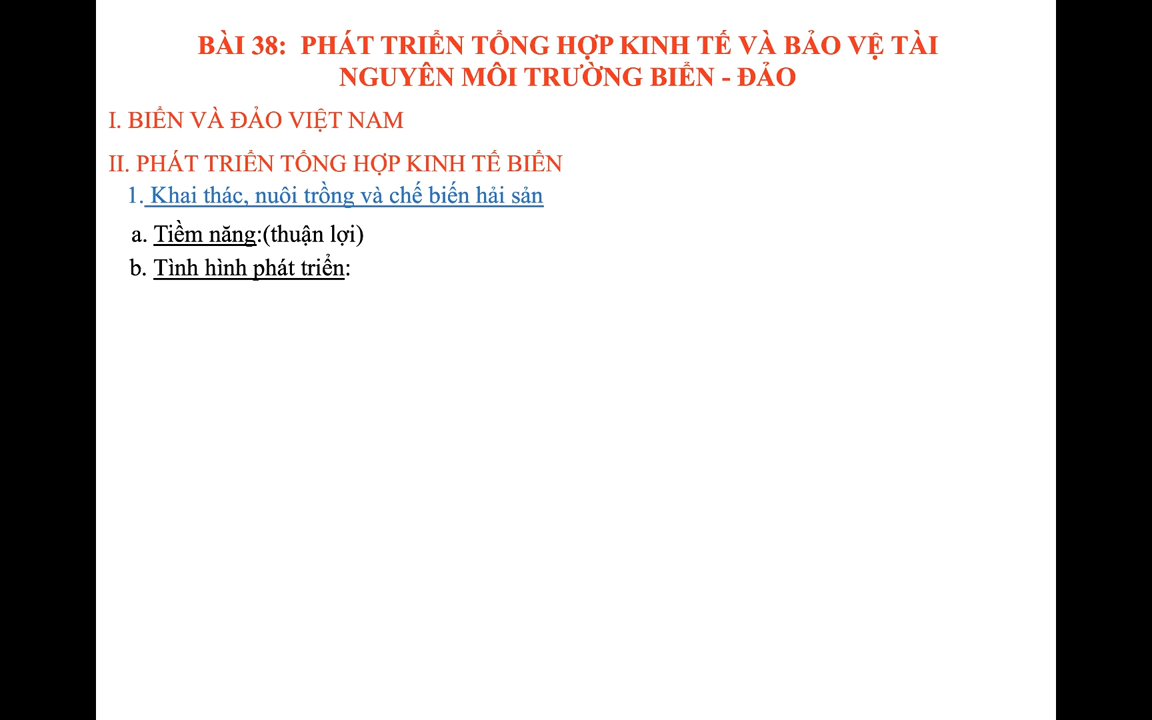 BÀI 38: PHÁT TRIỂN TỔNG HỢP KINH TẾ VÀ BẢO VỆ TÀI
NGUYÊN MÔI TRƯỜNG BIỂN - ĐẢO
I. BIỂN VÀ ĐẢO VIỆT NAM
II. PHÁT TRIỂN TỔNG HỢP KINH TẾ BIỂN
1. Khai thác, nuôi trồng và chế biến hải sản
a. Tiềm năng:(thuận lợi)
b. Tình hình phát triển: